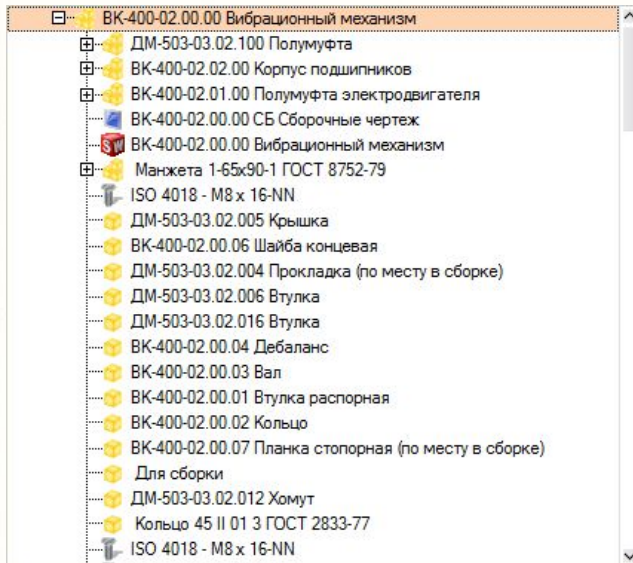 ВК-400-02.00.00 Вибрационный механизм
ДМ-503-03.02.100 Полумуфта
ВК-400-02.02.00 Корпус подшипников
ВК-400-02.01.00 Полумуфта электродвигателя
ВК-400-02.00.00 СБ Сборочные чертеж
ВК-400-02.00.00 Вибрационный механизм
Манжета 1-65х90-1 ГОСТ 8752-79
ISO 4018 - M8 x 16-NN
ДМ-503-03.02.005 Крышка
ВК-400-02.00.06 Шайба концевая
ДМ-503-03.02.004 Прокладка (по месту в сборке)
ДМ-503-03.02.006 Втулка
ДМ-503-03.02.016 Втулка
ВК-400-02.00.04 Дебаланс
ВК-400-02.00.03 Вал
ВК-400-02.00.01 Втулка распорная
ВК-400-02.00.02 Кольцо
ВК-400-02.00.07 Планка стопорная (по месту в сборке)
Для сборки
ДМ-503-03.02.012 Хомут
Кольцо 45 II 01 3 ГОСТ 2833-77
ISO 4018 - M8 x 16-NN